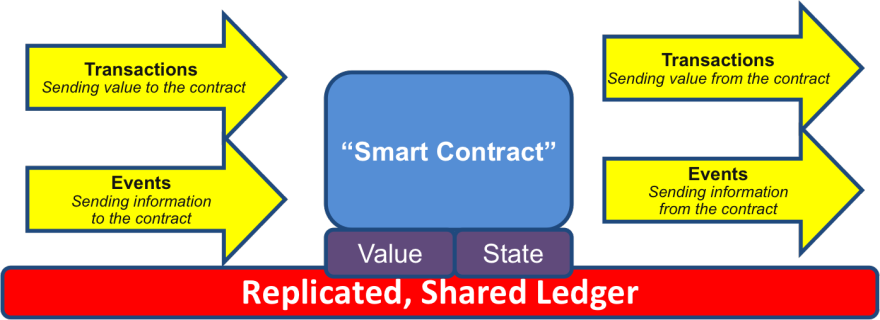 Transactions
Sending value to the contract
Events
Sending information
to the contract
“Smart Contract”
Value
State
Transactions
Sending value from the contract
Events
Sending information
from the contract
Replicated, Shared Ledger